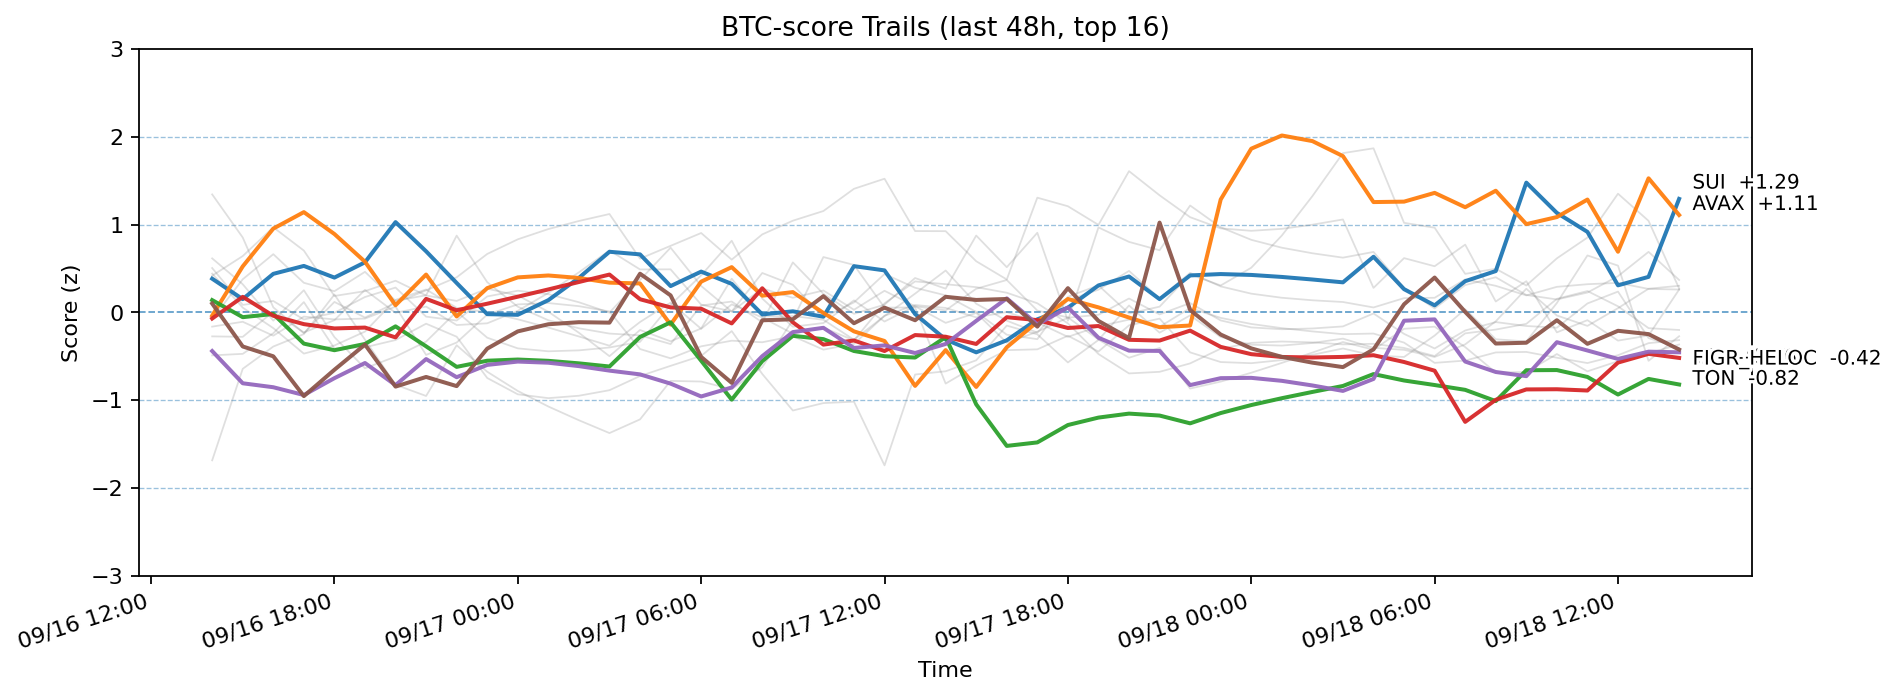 BTC-score Trails (last 48h, top 16)
Score (z)
3
2
1
0
−1
−2
−3
SUI +1.29
AVAX +1.11
FIGR_HELOC -0.42
TON -0.82
09/16 12:00
09/16 18:00
09/17 00:00
09/17 06:00
09/17 12:00
09/17 18:00
09/18 00:00
09/18 06:00
09/18 12:00
Time